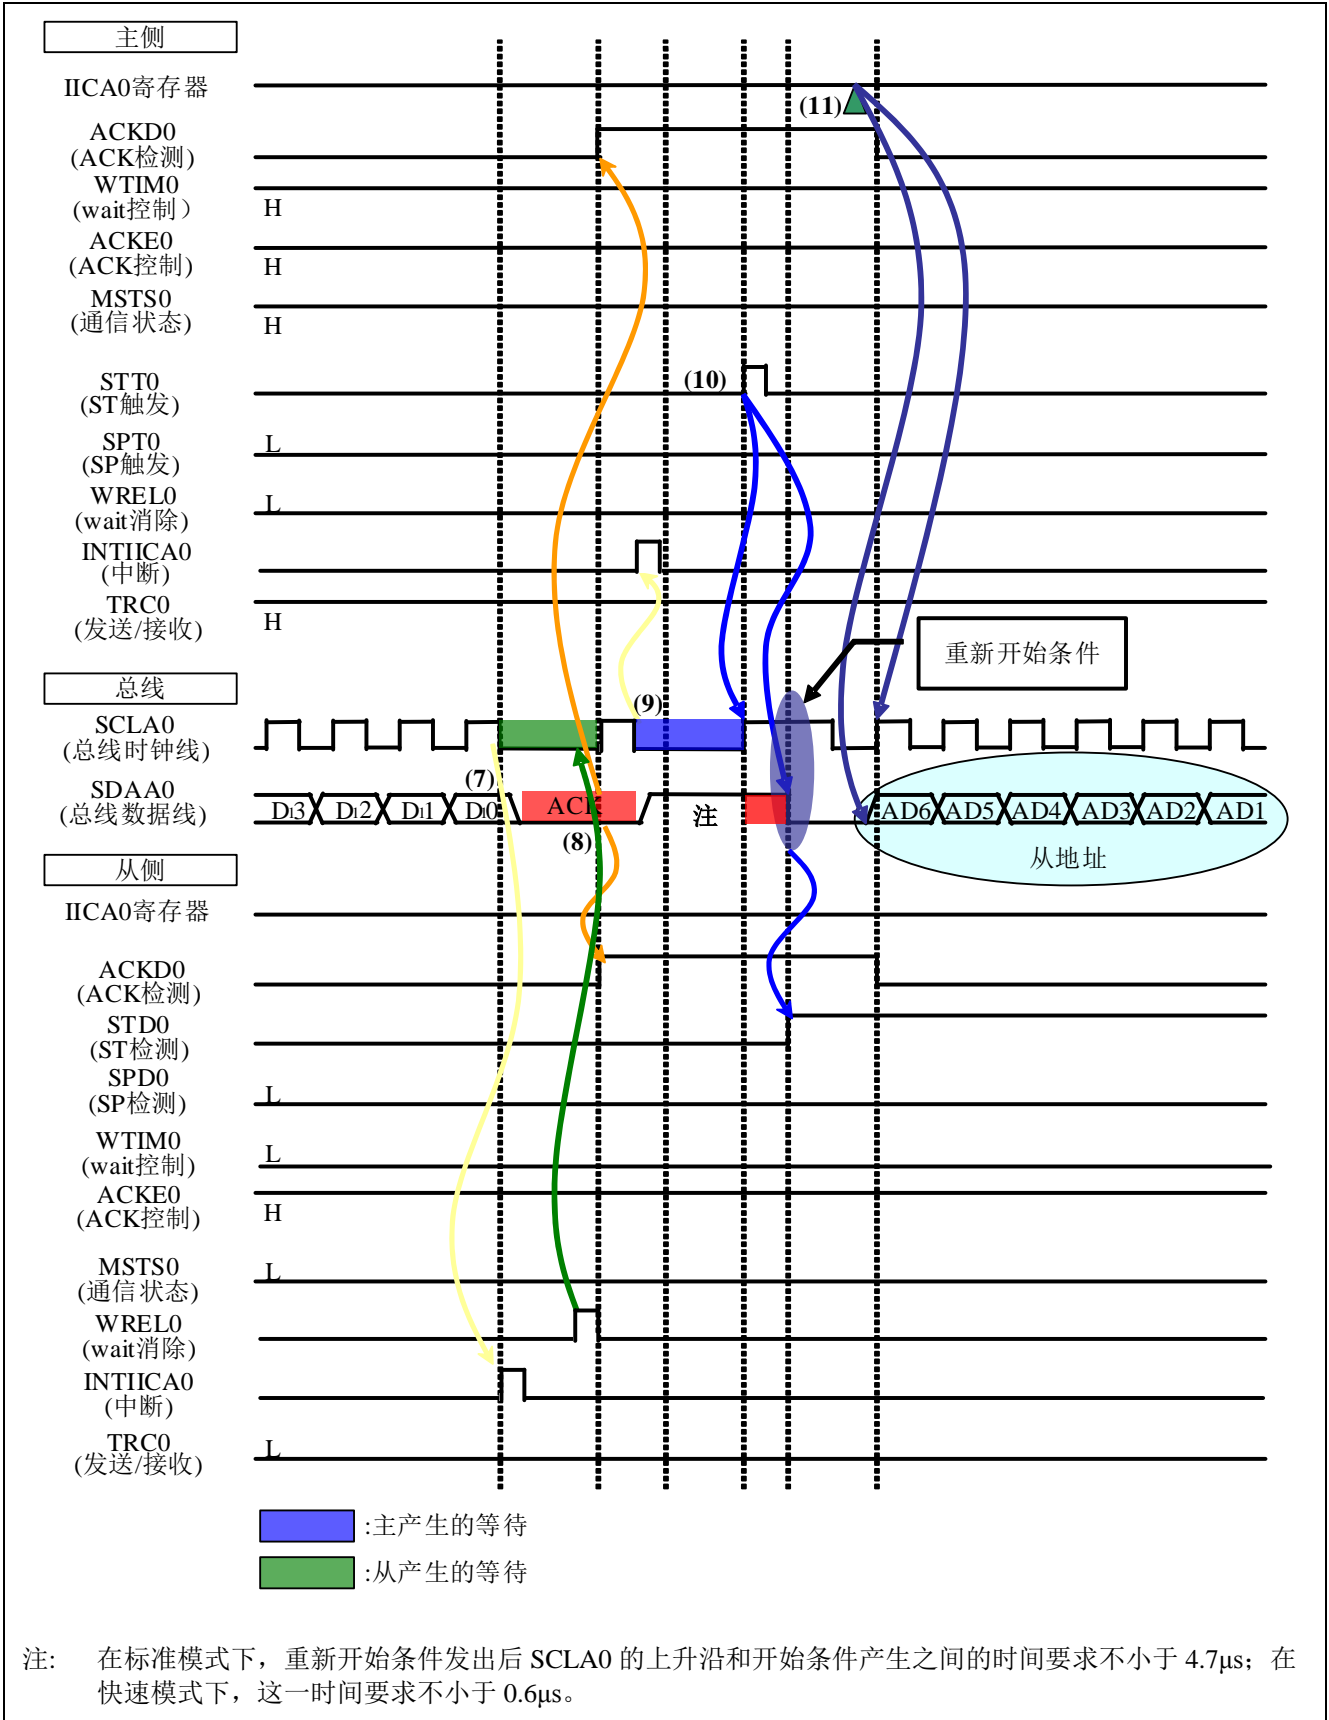 主侧
IICA0寄存器
(11)
ACKD0
(ACK检测)
WTIM0
(wait控制）
H
ACKE0
(ACK控制)
H
MSTS0
(通信状态)
H
STT0
(ST触发)
(10)
SPT0
(SP触发)
L
WREL0
(wait消除)
L
INTIICA0
(中断)
TRC0
(发送/接收)
H
重新开始条件
总线
SCLA0
(总线时钟线)
(9)
SDAA0
(总线数据线)
(7)
D13 D12 D11 D10 ACK 注 AD6 AD5 AD4 AD3 AD2 AD1
(8)
从地址
从侧
IICA0寄存器
ACKD0
(ACK检测)
STD0
(ST检测)
SPD0
(SP检测)
L
WTIM0
(wait控制)
L
ACKE0
(ACK控制)
H
MSTS0
(通信状态)
L
WREL0
(wait消除)
INTIICA0
(中断)
TRC0
(发送/接收)
L
:主产生的等待
:从产生的等待
注: 在标准模式下，重新开始条件发出后 SCLA0 的上升沿和开始条件产生之间的时间要求不小于 4.7μs；在
快速模式下，这一时间要求不小于 0.6μs。